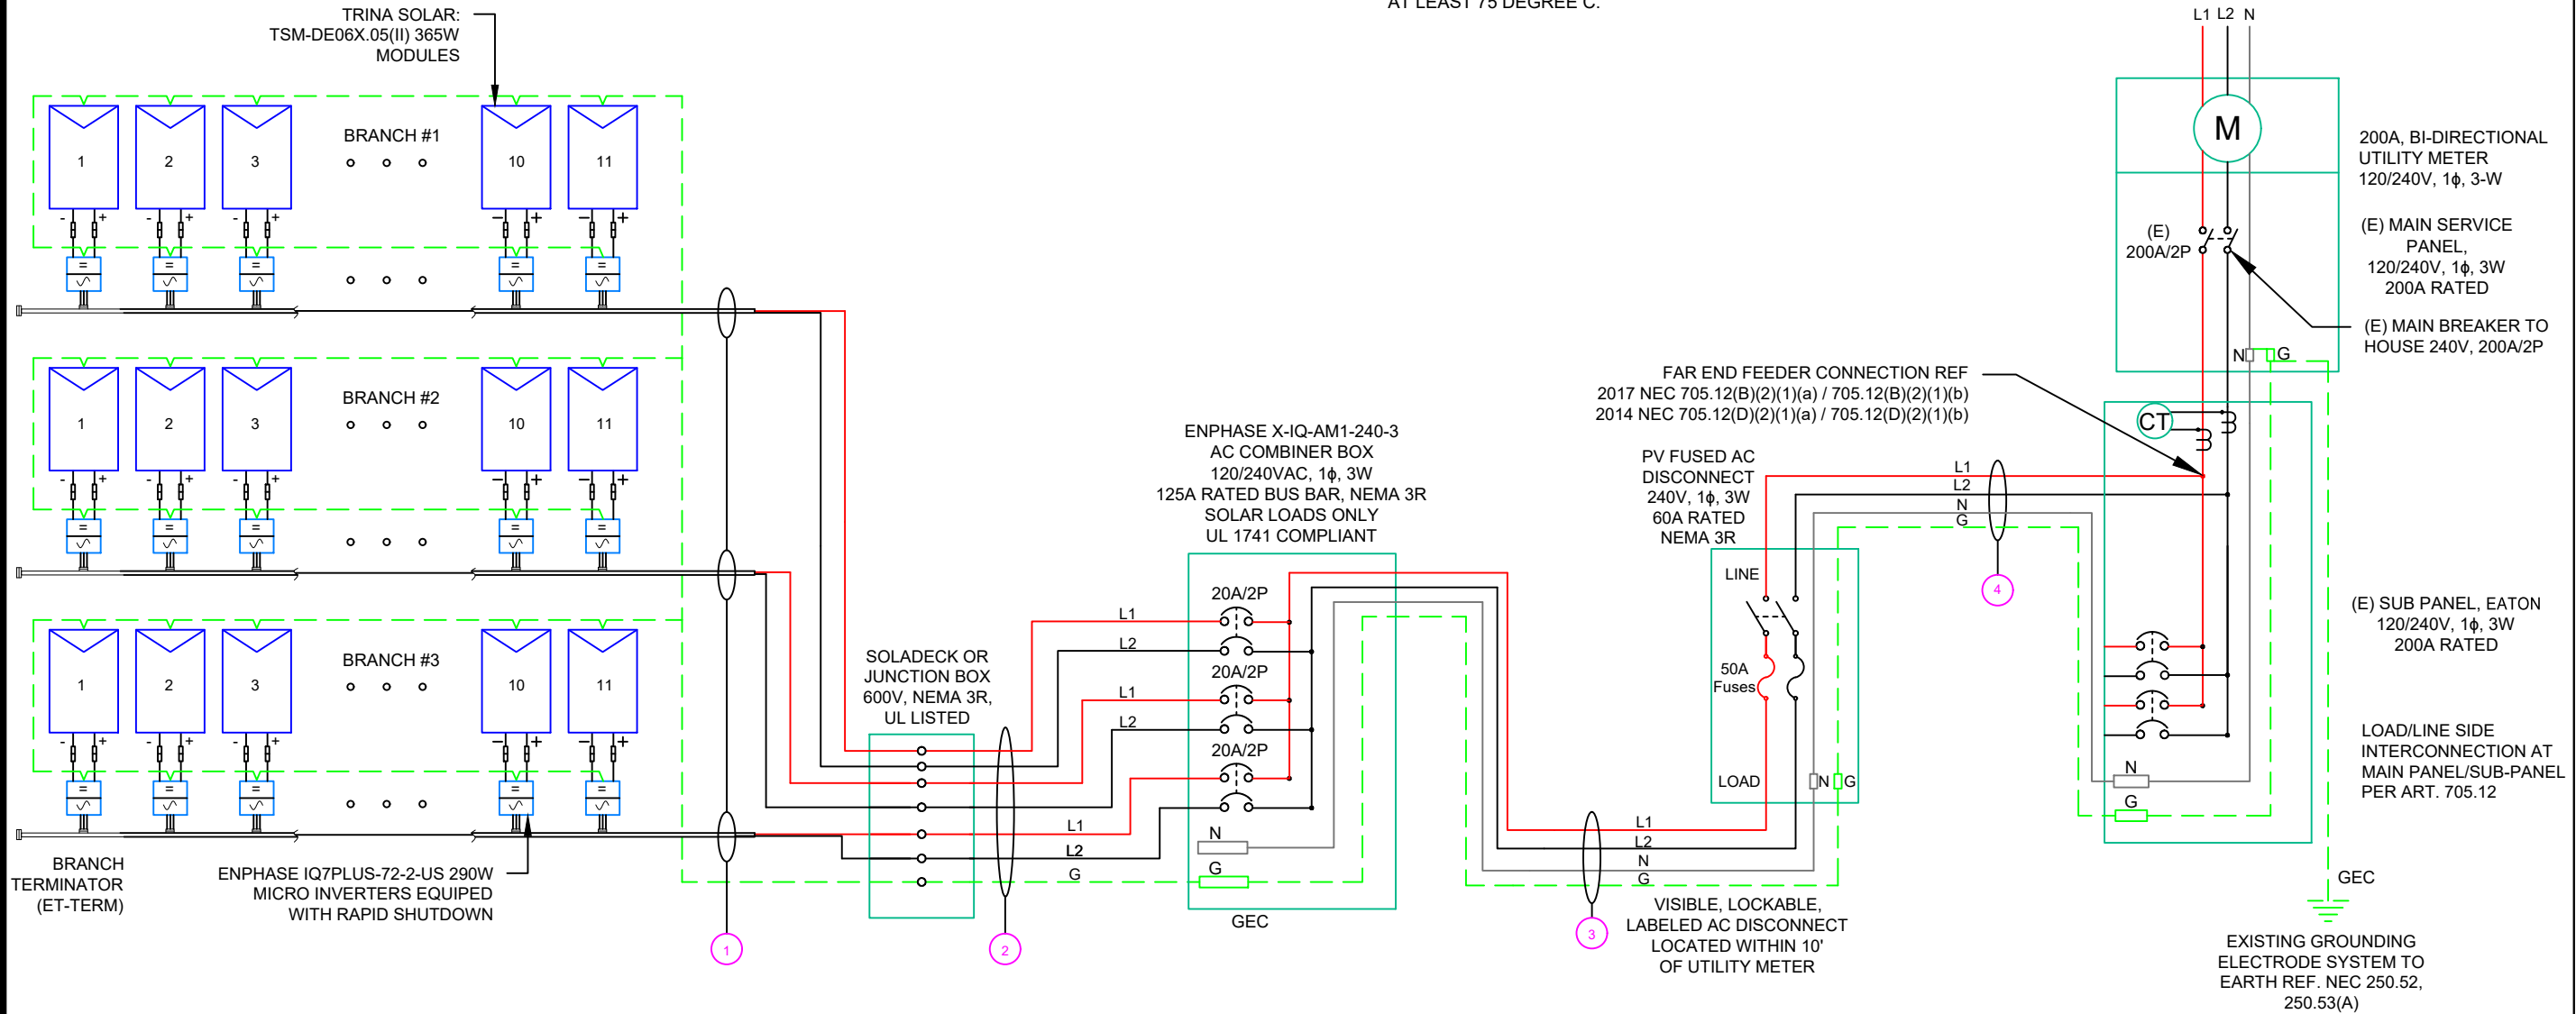 AT LEAST 75 DEGREE C.
TRINA SOLAR:
TSM-DE06X.05(II) 365W
MODULES
BRANCH #1
1
2
3
10
11
- +
- +
- +
− +
− +
BRANCH #2
1
2
3
10
11
- +
- +
- +
− +
− +
BRANCH #3
1
2
3
10
11
- +
- +
- +
− +
− +
BRANCH
TERMINATOR
(ET-TERM)
ENPHASE IQ7PLUS-72-2-US 290W
MICRO INVERTERS EQUIPED
WITH RAPID SHUTDOWN
1
SOLADECK OR
JUNCTION BOX
600V, NEMA 3R,
UL LISTED
2
L1
L2
L1
L2
L1
L2
G
ENPHASE X-IQ-AM1-240-3
AC COMBINER BOX
120/240VAC, 1ϕ, 3W
125A RATED BUS BAR, NEMA 3R
SOLAR LOADS ONLY
UL 1741 COMPLIANT
20A/2P
20A/2P
20A/2P
N
G
GEC
L1
L2
N
G
3
PV FUSED AC
DISCONNECT
240V, 1ϕ, 3W
60A RATED
NEMA 3R
LINE
50A
Fuses
LOAD
N G
VISIBLE, LOCKABLE,
LABELED AC DISCONNECT
LOCATED WITHIN 10'
OF UTILITY METER
L1
L2
N
G
4
FAR END FEEDER CONNECTION REF
2017 NEC 705.12(B)(2)(1)(a) / 705.12(B)(2)(1)(b)
2014 NEC 705.12(D)(2)(1)(a) / 705.12(D)(2)(1)(b)
L1 L2 N
M
200A, BI-DIRECTIONAL
UTILITY METER
120/240V, 1ϕ, 3-W
(E)
200A/2P
(E) MAIN SERVICE
PANEL,
120/240V, 1ϕ, 3W
200A RATED
(E) MAIN BREAKER TO
HOUSE 240V, 200A/2P
N G
CT
(E) SUB PANEL, EATON
120/240V, 1ϕ, 3W
200A RATED
LOAD/LINE SIDE
INTERCONNECTION AT
MAIN PANEL/SUB-PANEL
PER ART. 705.12
N
G
GEC
EXISTING GROUNDING
ELECTRODE SYSTEM TO
EARTH REF. NEC 250.52,
250.53(A)